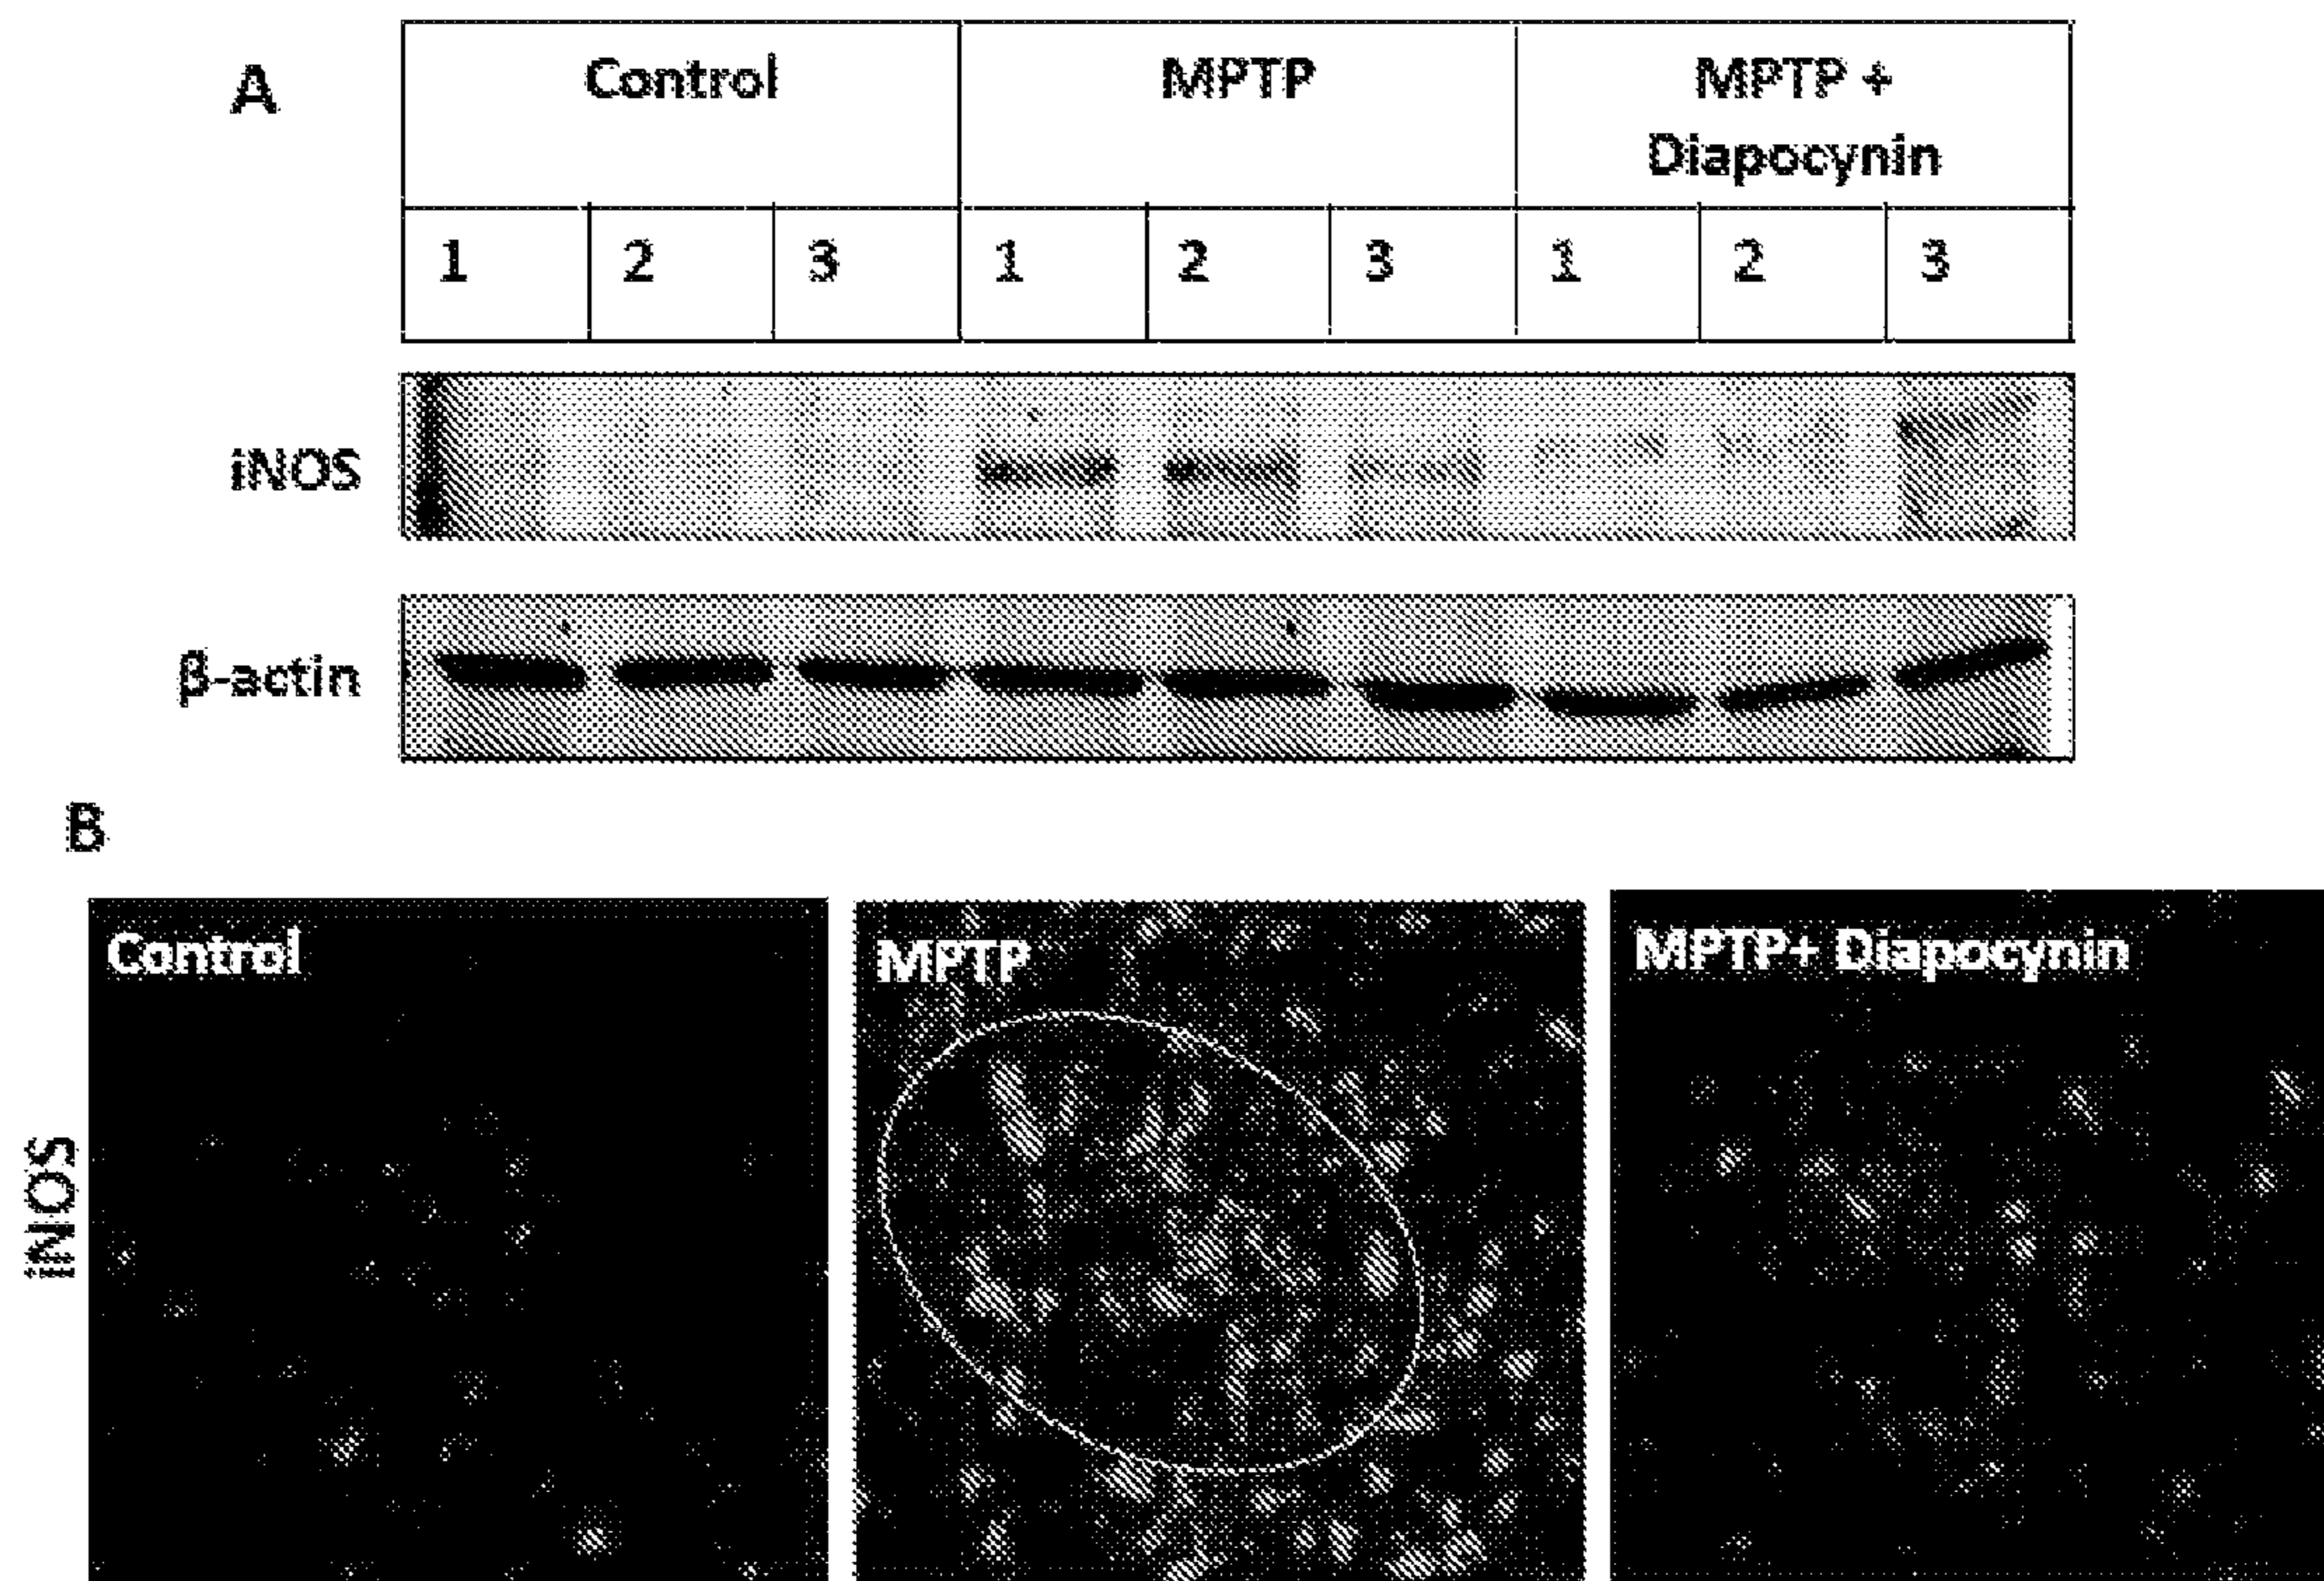 A
Control MPTP MPTP +
Diapocynin
1 2 3 1 2 3 1 2 3
iNOS
β-actin
B
Control MPTP MPTP+ Diapocynin
iNOS